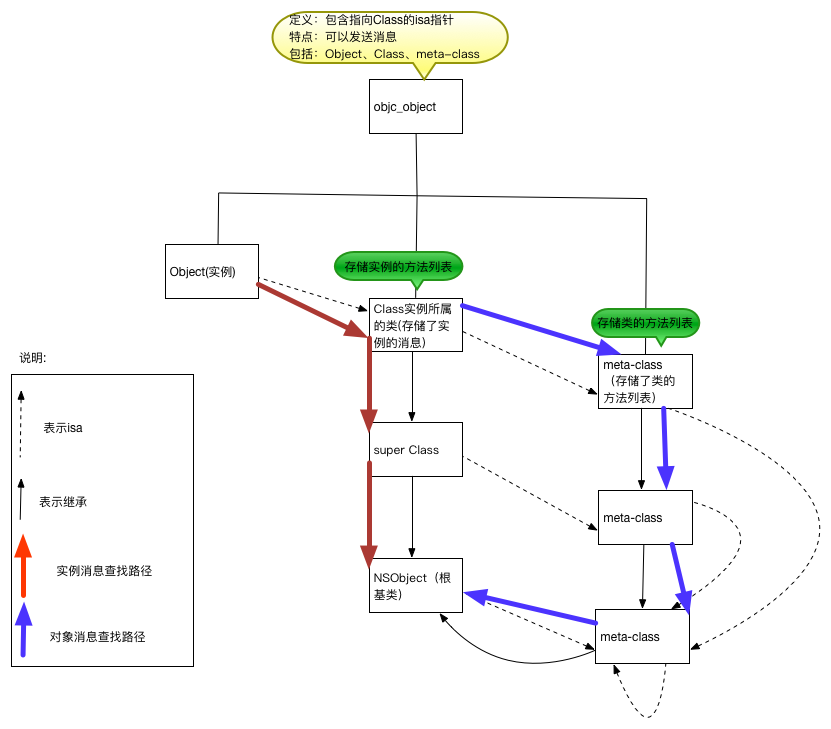 定义：包含指向Class的isa指针
特点：可以发送消息
包括：Object、Class、meta-class
objc_object
Object(实例)
存储实例的方法列表
Class实例所属
的类(存储了实
例的消息)
存储类的方法列表
meta-class
（存储了类的
方法列表）
super Class
meta-class
NSObject（根
基类）
meta-class
说明:
表示isa
表示继承
实例消息查找路径
对象消息查找路径